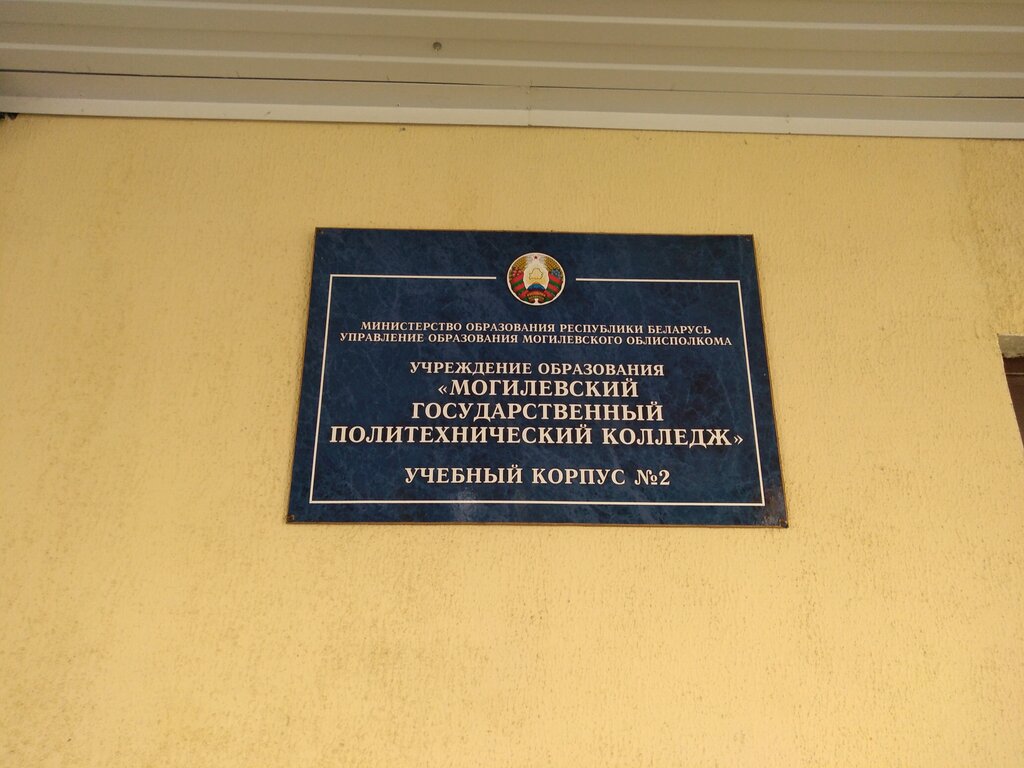 МИНИСТЕРСТВО ОБРАЗОВАНИЯ РЕСПУБЛИКИ БЕЛАРУСЬ
УПРАВЛЕНИЕ ОБРАЗОВАНИЯ МОГИЛЕВСКОГО ОБЛИСПОЛКОМА
УЧРЕЖДЕНИЕ ОБРАЗОВАНИЯ
«МОГИЛЕВСКИЙ
ГОСУДАРСТВЕННЫЙ
ПОЛИТЕХНИЧЕСКИЙ КОЛЛЕДЖ»
УЧЕБНЫЙ КОРПУС №2